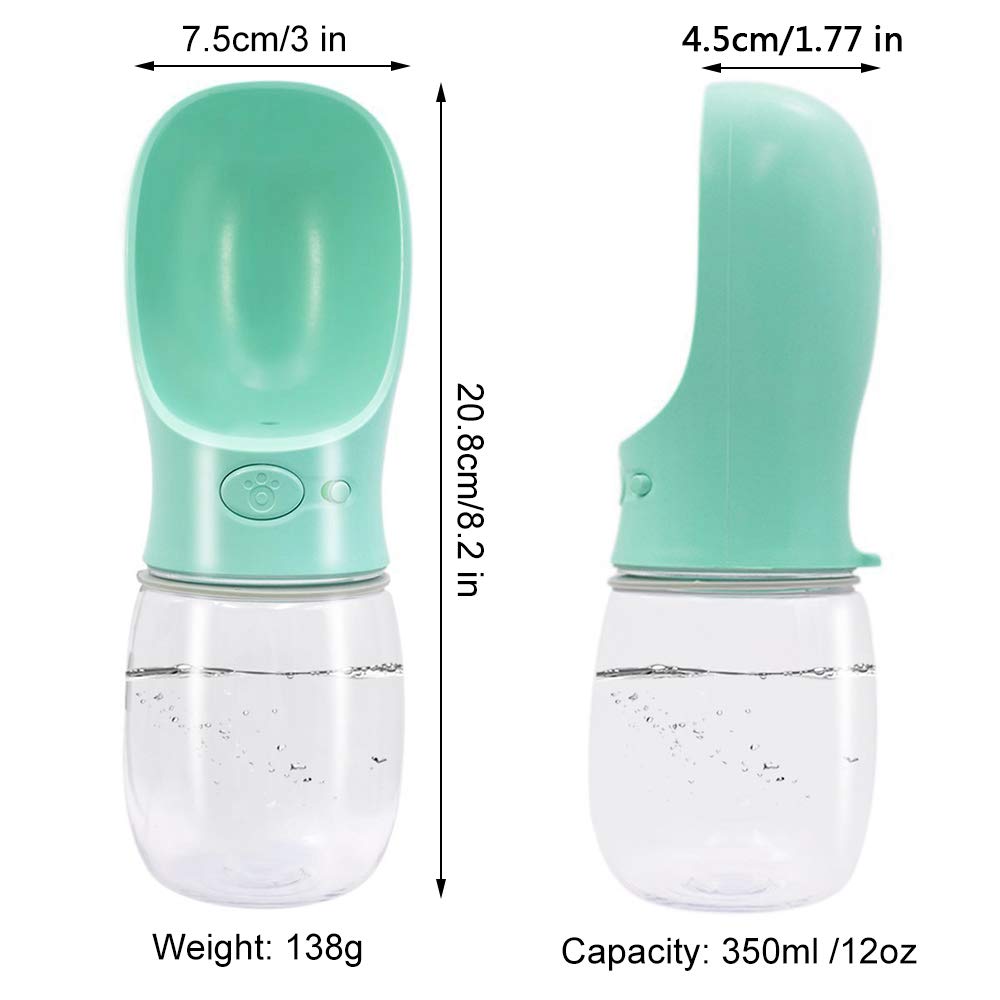 7.5cm/3 in
4.5cm/1.77 in
20.8cm/8.2 in
Weight: 138g
Capacity: 350ml /12oz